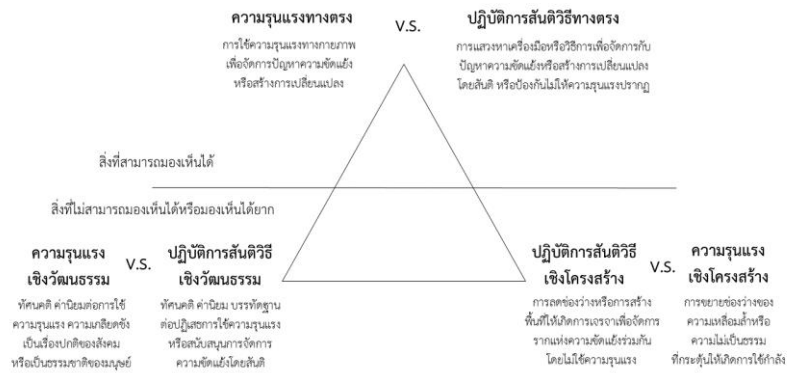 ความรุนแรงทางตรง
V.S.
ปฏิบัติการสันติวิธีทางตรง
การใช้ความรุนแรงทางกายภาพ
เพื่อจัดการปัญหาความขัดแย้ง
หรือสร้างการเปลี่ยนแปลง
การแสวงหาเครื่องมือหรือวิธีการเพื่อจัดการกับ
ปัญหาความขัดแย้งหรือสร้างการเปลี่ยนแปลง
โดยสันติ หรือป้องกันไม่ให้ความรุนแรงปรากฏ
สิ่งที่สามารถมองเห็นได้
สิ่งที่ไม่สามารถมองเห็นได้หรือมองเห็นได้ยาก
ความรุนแรง
เชิงวัฒนธรรม
V.S.
ปฏิบัติการสันติวิธี
เชิงวัฒนธรรม
ทัศนคติ ค่านิยมต่อการใช้
ความรุนแรง ความเกลียดชัง
เป็นเรื่องปกติของสังคม
หรือเป็นธรรมชาติของมนุษย์
ทัศนคติ ค่านิยม บรรทัดฐาน
ต่อปฏิเสธการใช้ความรุนแรง
หรือสนับสนุนการจัดการ
ความขัดแย้งโดยสันติ
ปฏิบัติการสันติวิธี
เชิงโครงสร้าง
V.S.
ความรุนแรง
เชิงโครงสร้าง
การลดช่องว่างหรือการสร้าง
พื้นที่ให้เกิดการเจรจาเพื่อจัดการ
รากแห่งความขัดแย้งร่วมกัน
โดยไม่ใช้ความรุนแรง
การขยายช่องว่างของ
ความเหลื่อมล้ำหรือ
ความไม่เป็นธรรม
ที่กระตุ้นให้เกิดการใช้กำลัง